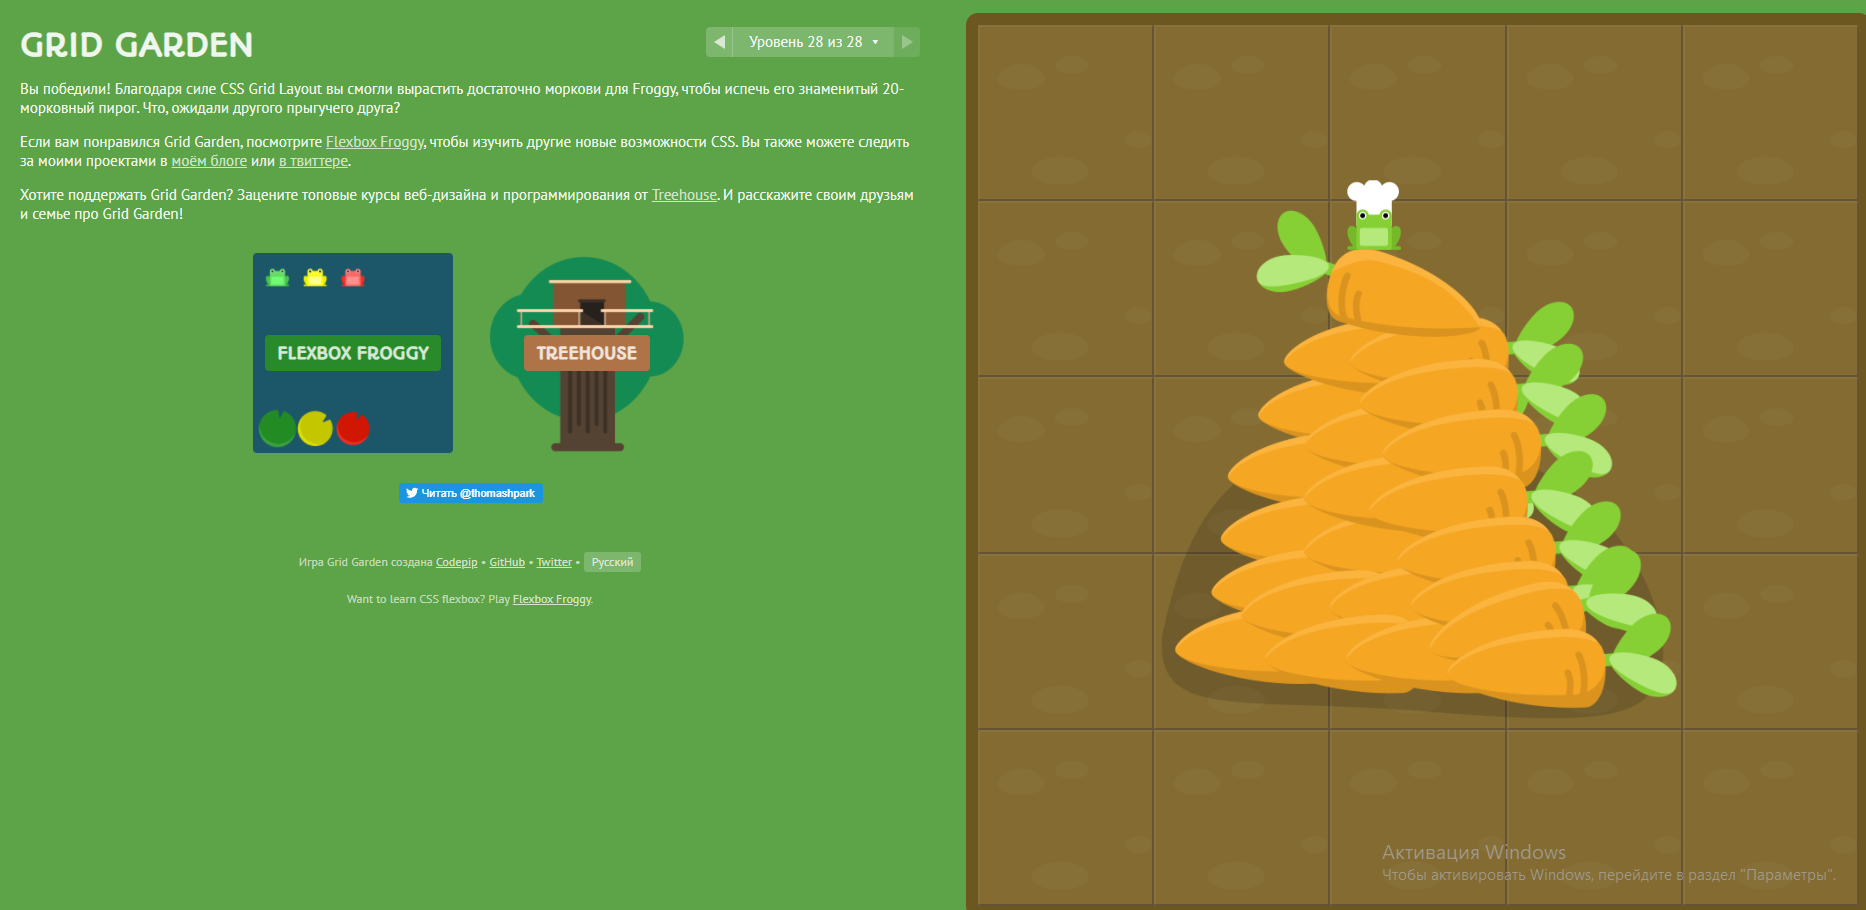 GRID GARDEN
Уровень 28 из 28
Вы победили! Благодаря силе CSS Grid Layout вы смогли вырастить достаточно моркови для Froggy, чтобы испечь его знаменитый 20-
морковный пирог. Что, ожидали другого прыгучего друга?
Если вам понравился Grid Garden, посмотрите Flexbox Froggy, чтобы изучить другие новые возможности CSS. Вы также можете следить
за моими проектами в моём блоге или в твиттере.
Хотите поддержать Grid Garden? Зацените топовые курсы веб-дизайна и программирования от Treehouse. И расскажите своим друзьям
и семье про Grid Garden!
FLEXBOX FROGGY
TREEHOUSE
Читать @thomashpark
Игра Grid Garden создана Codepip • GitHub • Twitter • Русский
Want to learn CSS flexbox? Play Flexbox Froggy.
Активация Windows
Чтобы активировать Windows, перейдите в раздел "Параметры".